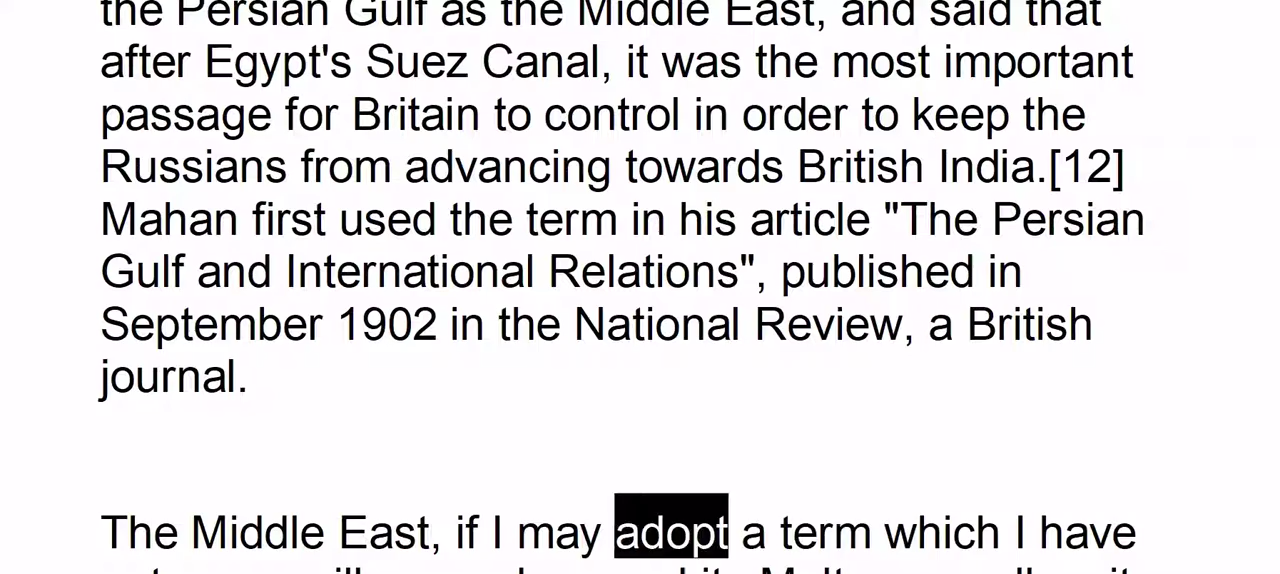 the Persian Gulf as the Middle East, and said that
after Egypt's Suez Canal, it was the most important
passage for Britain to control in order to keep the
Russians from advancing towards British India.[12]
Mahan first used the term in his article "The Persian
Gulf and International Relations", published in
September 1902 in the National Review, a British
journal.
The Middle East, if I may adopt a term which I have